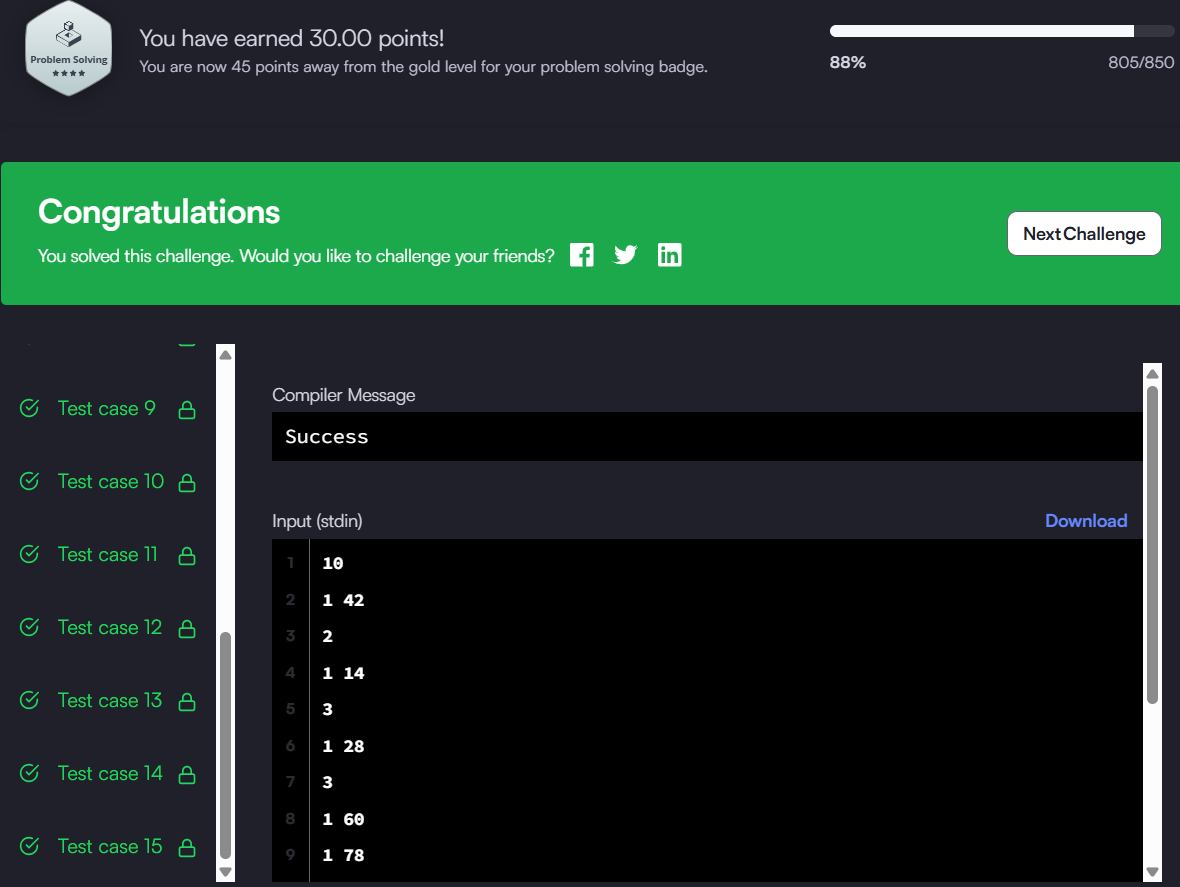 Problem Solving
You have earned 30.00 points!
You are now 45 points away from the gold level for your problem solving badge.
88%
805/850
Congratulations
You solved this challenge. Would you like to challenge your friends?
Next Challenge
Test case 9
Test case 10
Test case 11
Test case 12
Test case 13
Test case 14
Test case 15
Compiler Message
Success
Input (stdin)
Download
1 10
2 1 42
3 2
4 1 14
5 3
6 1 28
7 3
8 1 60
9 1 78